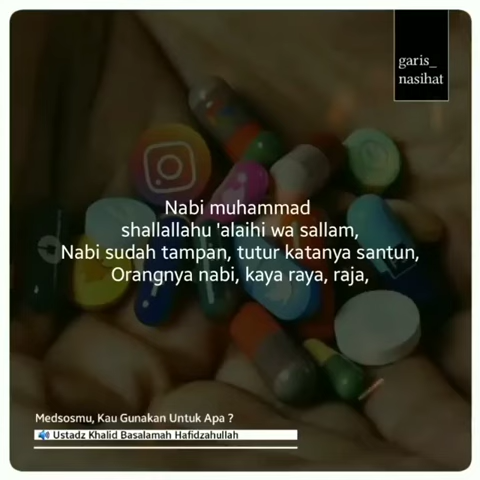 garis_
nasihat
Nabi muhammad
shallallahu 'alaihi wa sallam,
Nabi sudah tampan, tutur katanya santun,
Orangnya nabi, kaya raya, raja,
Medsosmu, Kau Gunakan Untuk Apa ?
Ustadz Khalid Basalamah Hafidzahullah